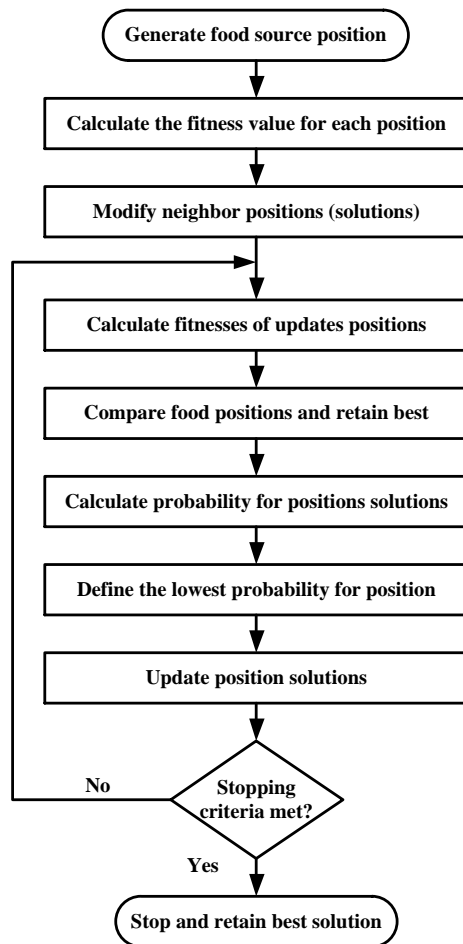 Generate food source position
Calculate the fitness value for each position
Modify neighbor positions (solutions)
Calculate fitnesses of updates positions
Compare food positions and retain best
Calculate probability for positions solutions
Define the lowest probability for position
Update position solutions
Stopping
criteria met?
No
Yes
Stop and retain best solution